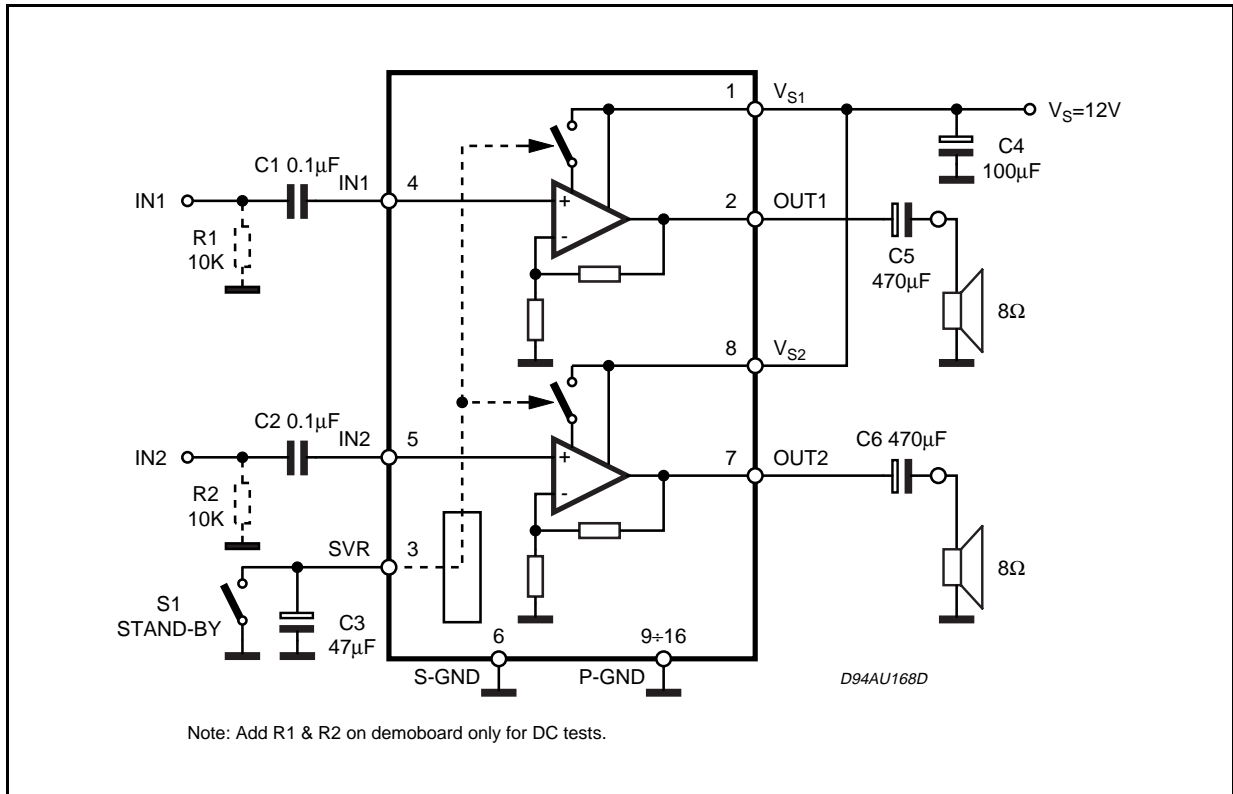 1
V_S1
V_S=12V
C4
100µF
C1 0.1µF
IN1
4
IN1
R1
10K
+
-
2
OUT1
C5
470µF
8Ω
8
V_S2
C2 0.1µF
IN2
5
IN2
R2
10K
+
-
7
OUT2
C6 470µF
8Ω
SVR
3
S1
STAND-BY
C3
47µF
6
S-GND
9÷16
P-GND
D94AU168D
Note: Add R1 & R2 on demoboard only for DC tests.